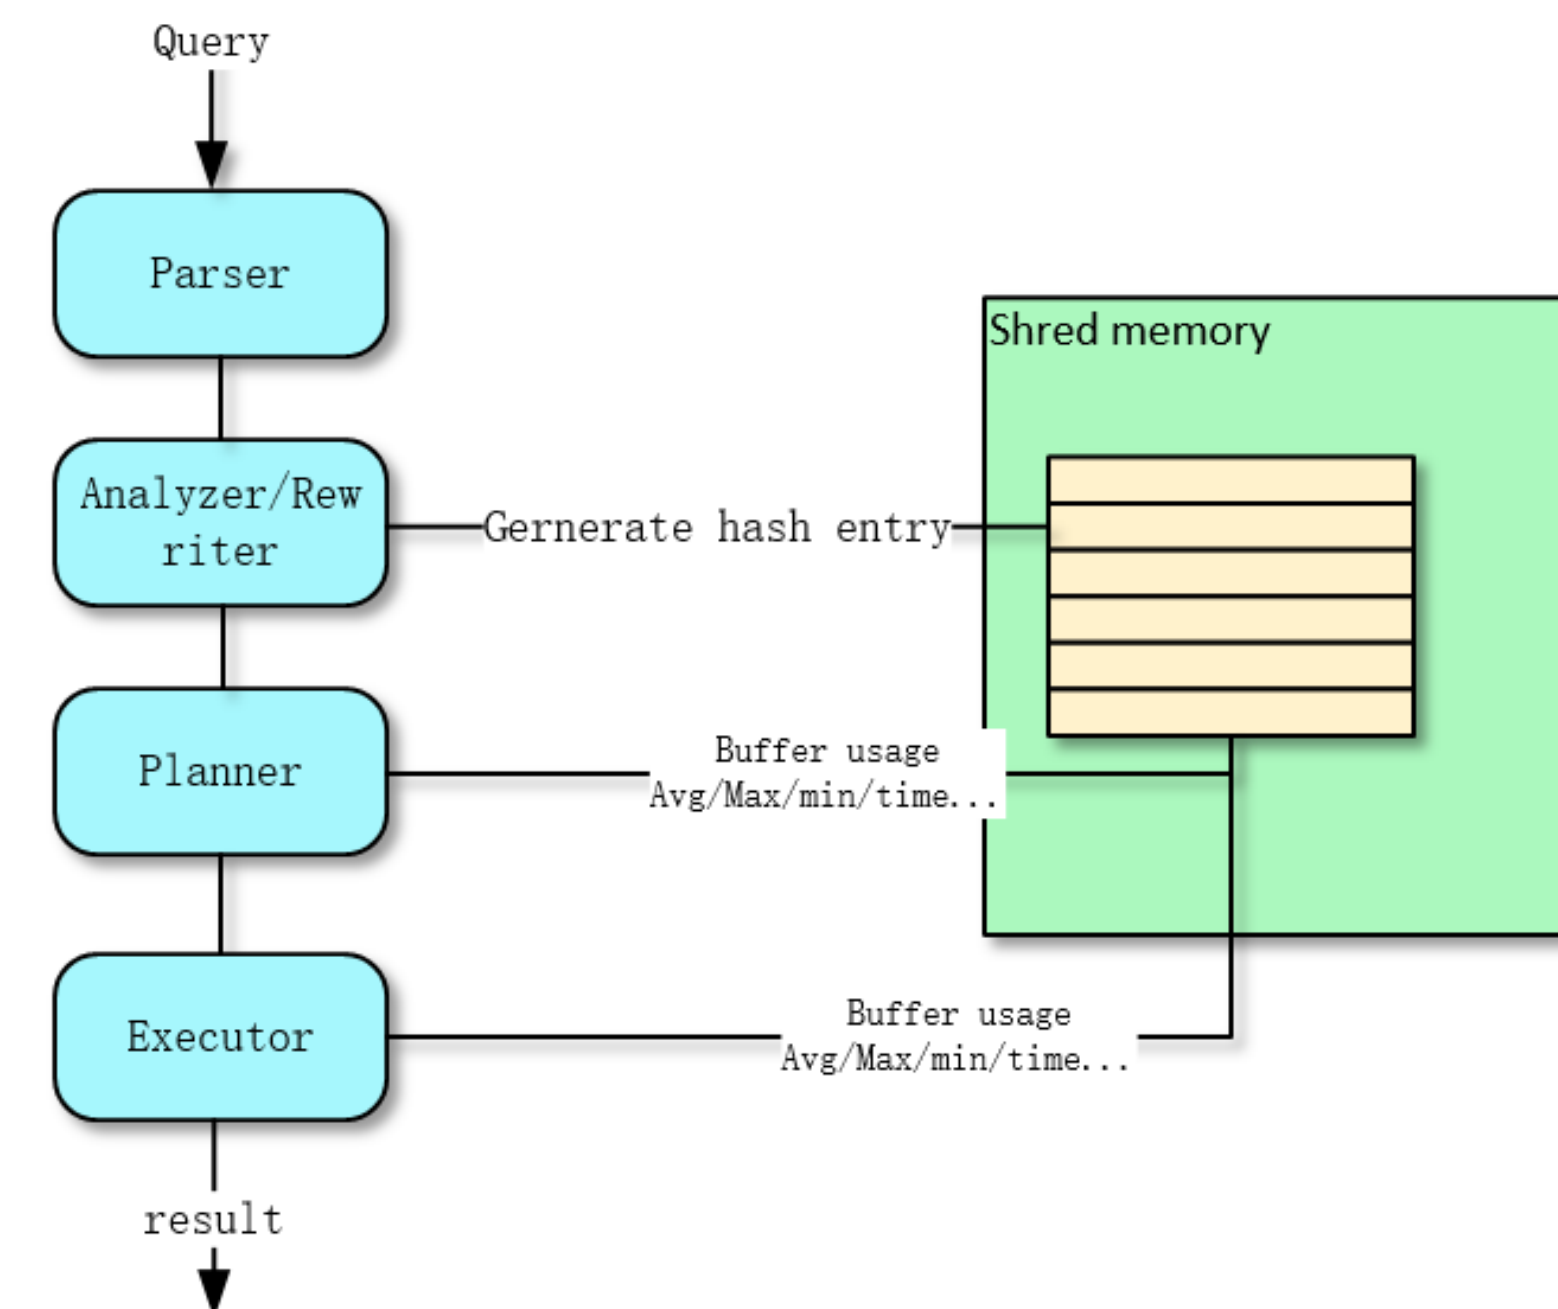 Query
Parser
Shred memory
Analyzer/Rew
riter
Gernerate hash entry
Buffer usage
Avg/Max/min/time...
Planner
Buffer usage
Avg/Max/min/time...
Executor
result